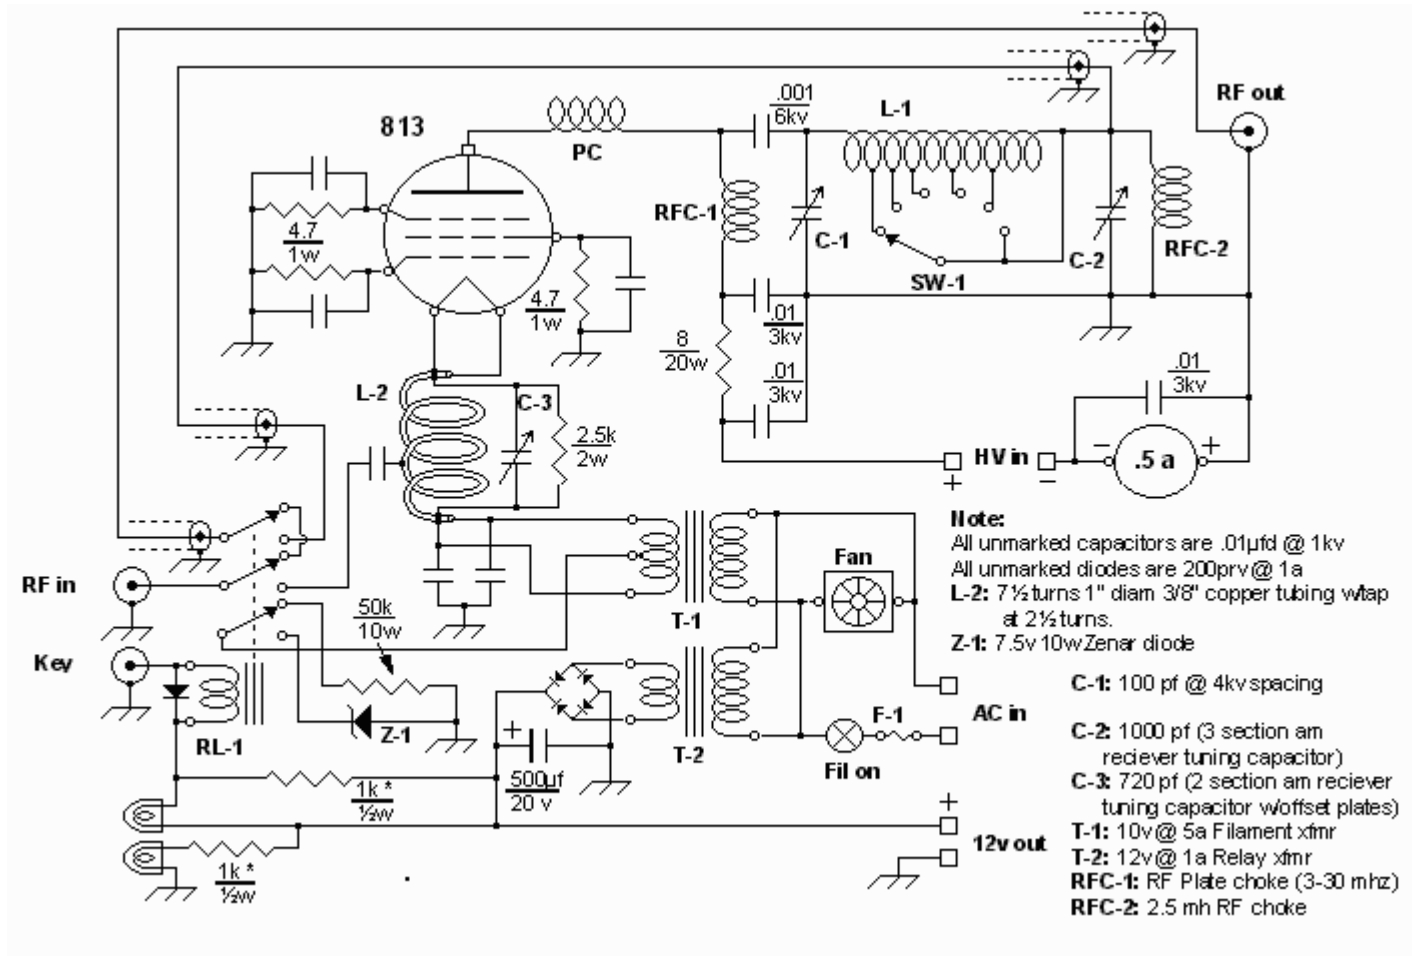 .001
6kv
L-1
RF out
813
PC
4.7
1w
RFC-1
C-1
C-2
RFC-2
SW-1
4.7
1w
.01
3kv
8
20w
.01
3kv
.01
3kv
L-2
C-3
2.5k
2w
HV in
.5 a
+
−
−
+
Note:
All unmarked capacitors are .01µfd @ 1kv
All unmarked diodes are 200prv @ 1a
L-2: 7½ turns 1" diam 3/8" copper tubing w/tap
at 2½ turns.
Z-1: 7.5v 10w Zenar diode
RF in
Fan
50k
10w
T-1
Key
C-1: 100 pf @ 4kv spacing
RL-1
Z-1
T-2
F-1
AC in
Fil on
C-2: 1000 pf (3 section am
reciever tuning capacitor)
C-3: 720 pf (2 section am reciever
tuning capacitor w/offset plates)
+
500µf
20 v
1k *
½w
+
12v out
T-1: 10v @ 5a Filament xfmr
T-2: 12v @ 1a Relay xfmr
1k *
½w
RFC-1: RF Plate choke (3-30 mhz)
RFC-2: 2.5 mh RF choke